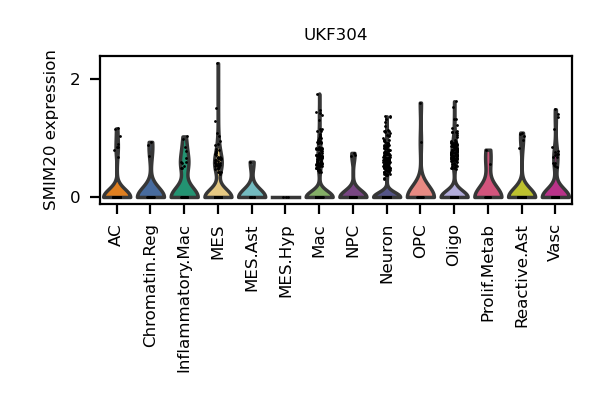 UKF304
SMIM20 expression
2
0
AC
Chromatin.Reg
Inflammatory.Mac
MES
MES.Ast
MES.Hyp
Mac
NPC
Neuron
OPC
Oligo
Prolif.Metab
Reactive.Ast
Vasc